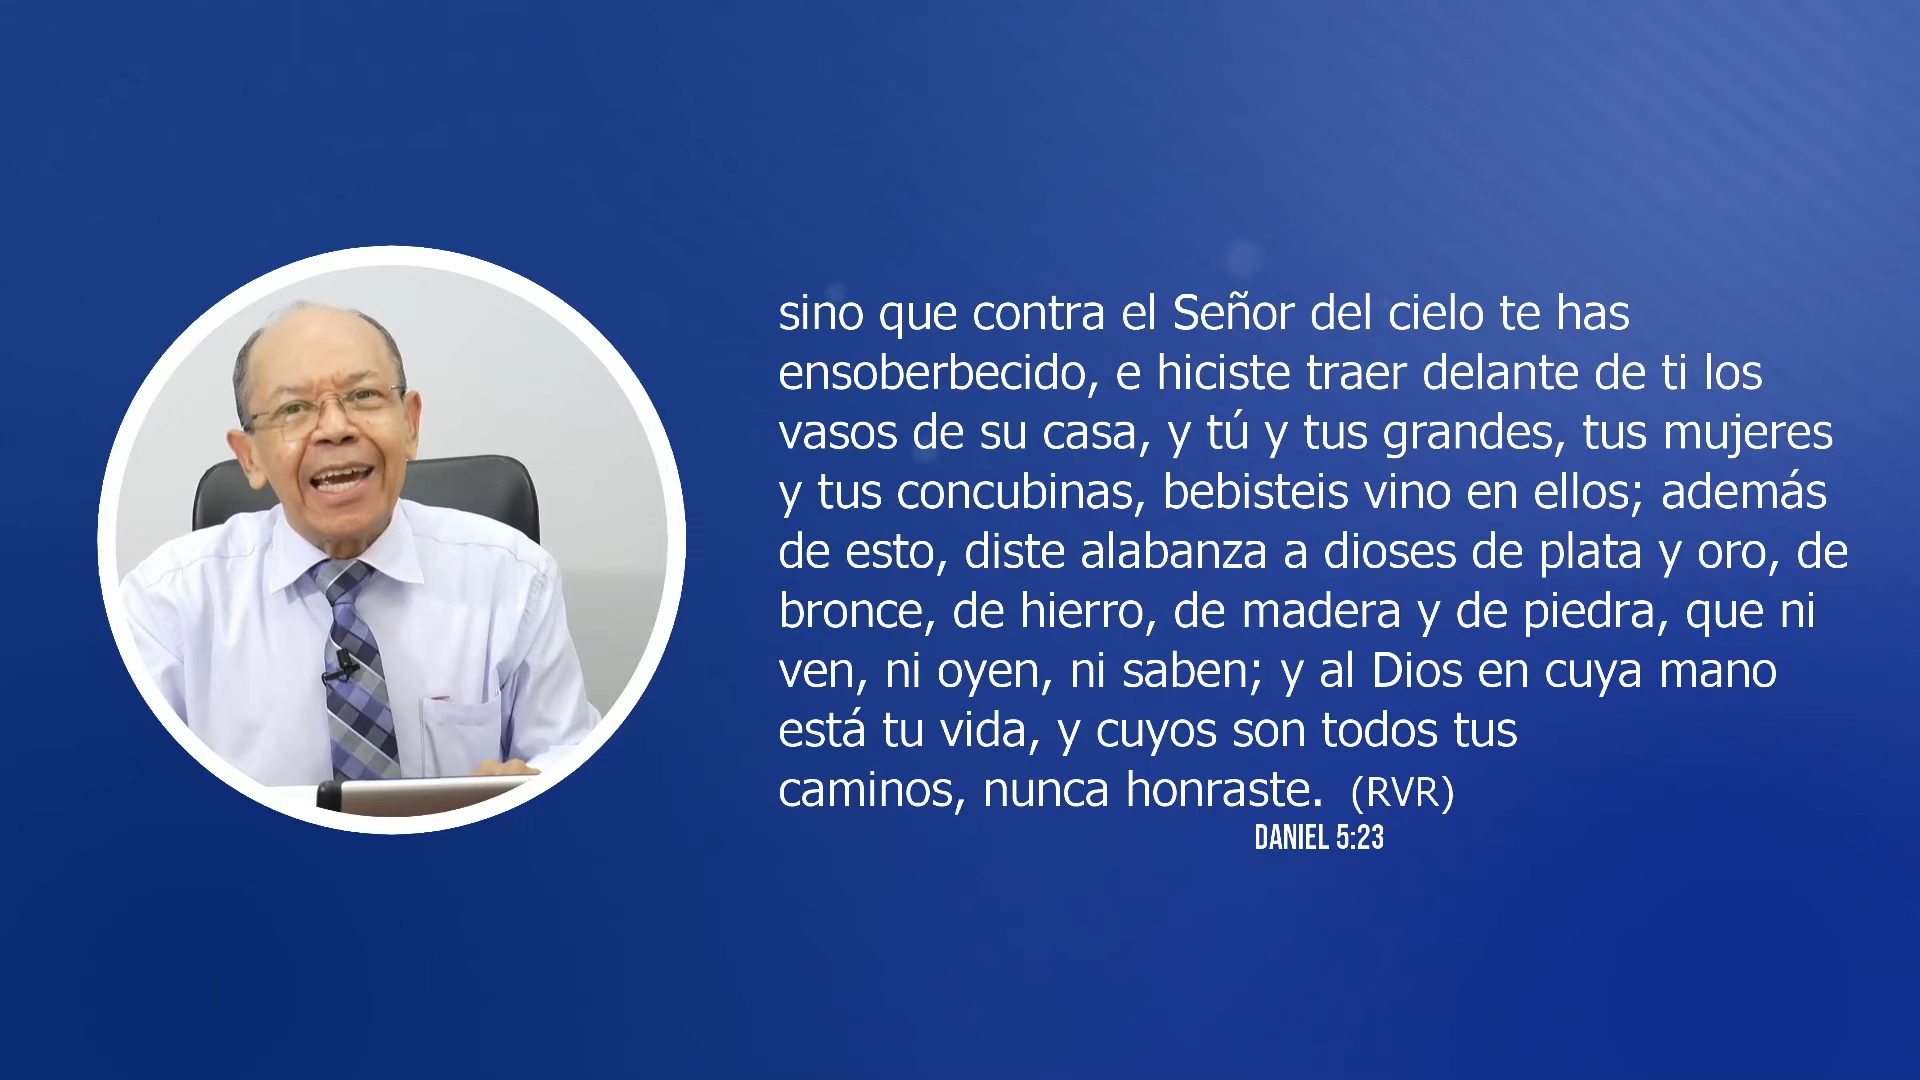 sino que contra el Señor del cielo te has
ensoberbecido, e hiciste traer delante de ti los
vasos de su casa, y tú y tus grandes, tus mujeres
y tus concubinas, bebisteis vino en ellos; además
de esto, diste alabanza a dioses de plata y oro, de
bronce, de hierro, de madera y de piedra, que ni
ven, ni oyen, ni saben; y al Dios en cuya mano
está tu vida, y cuyos son todos tus
caminos, nunca honraste. (RVR)
DANIEL 5:23